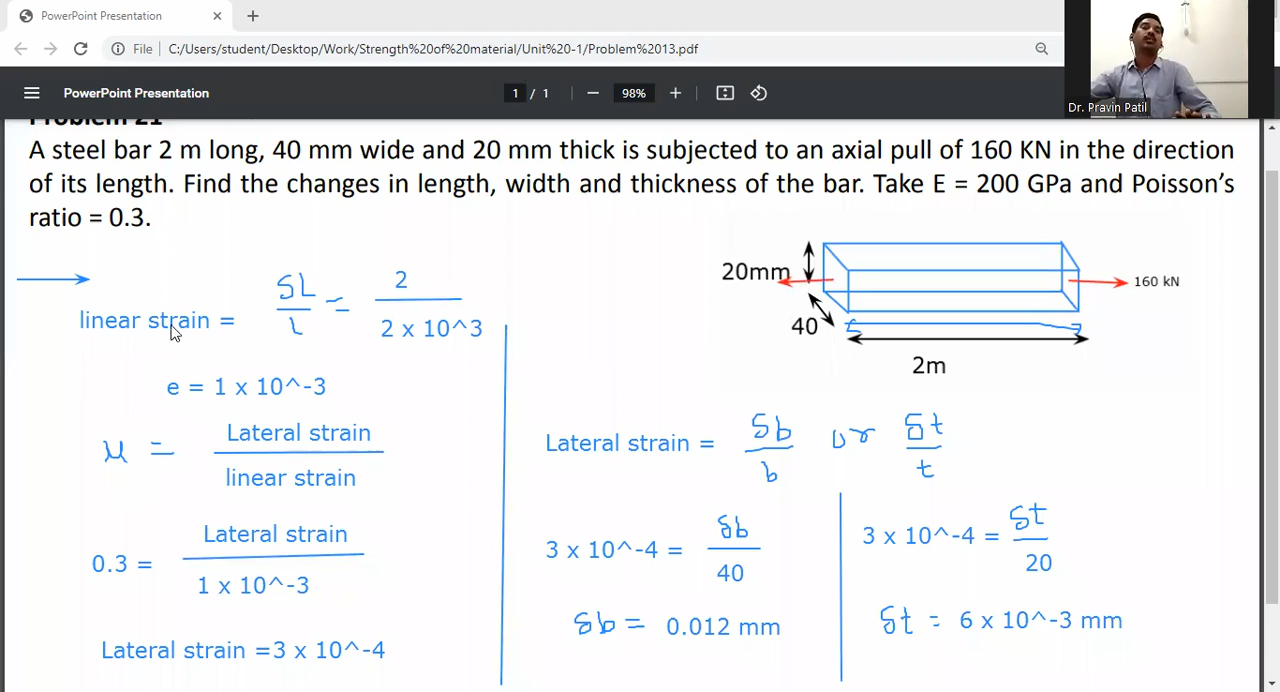 PowerPoint Presentation
File C:/Users/student/Desktop/Work/Strength%20of%20material/Unit%20-1/Problem%2013.pdf
PowerPoint Presentation 1 / 1 98%
Dr. Pravin Patil
Problem 21
A steel bar 2 m long, 40 mm wide and 20 mm thick is subjected to an axial pull of 160 KN in the direction
of its length. Find the changes in length, width and thickness of the bar. Take E = 200 GPa and Poisson's
ratio = 0.3.
linear strain = δL / L = 2 / 2 x 10^3
e = 1 x 10^-3
μ = Lateral strain / linear strain
0.3 = Lateral strain / 1 x 10^-3
Lateral strain =3 x 10^-4
20mm
160 kN
40
2m
Lateral strain = δb / b or δt / t
3 x 10^-4 = δb / 40
δb = 0.012 mm
3 x 10^-4 = δt / 20
δt = 6 x 10^-3 mm